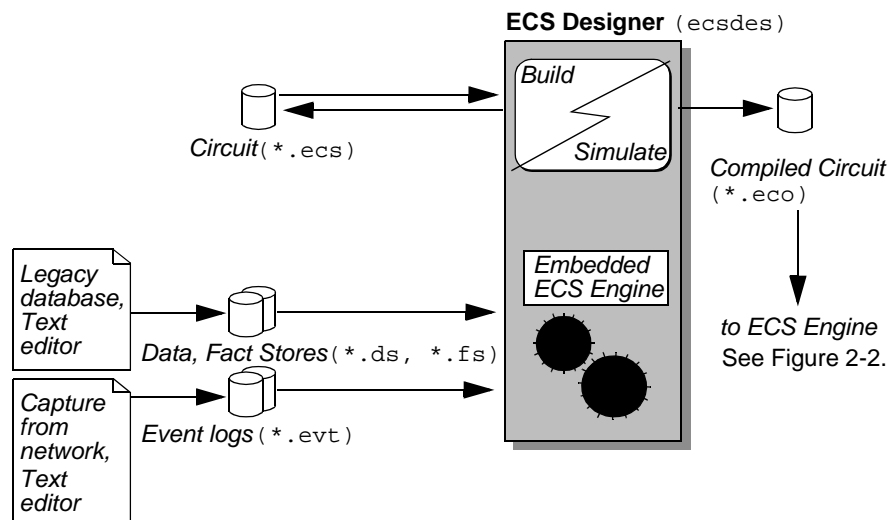 ECS Designer (ecsdes)
Build
Simulate
Circuit(*.ecs)
Compiled Circuit
(*.eco)
Legacy
database,
Text
editor
Embedded
ECS Engine
Data, Fact Stores(*.ds, *.fs)
to ECS Engine
See Figure 2-2.
Capture
from
network,
Text
editor
Event logs(*.evt)